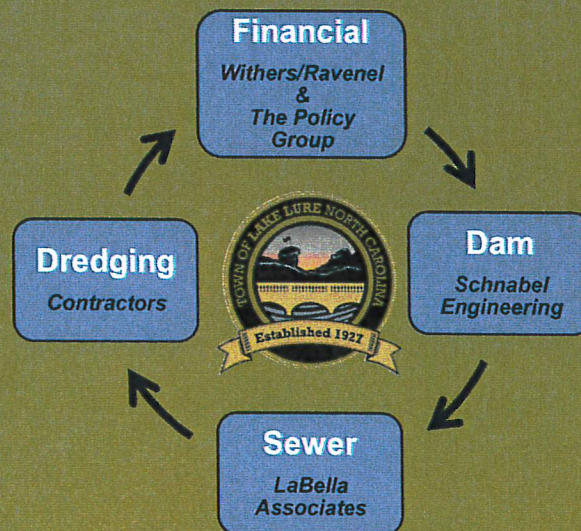 Financial
Withers/Ravenel
&
The Policy
Group
Dredging
Contractors
TOWN OF LAKE LURE NORTH CAROLINA
Established 1927
Dam
Schnabel
Engineering
Sewer
LaBella
Associates